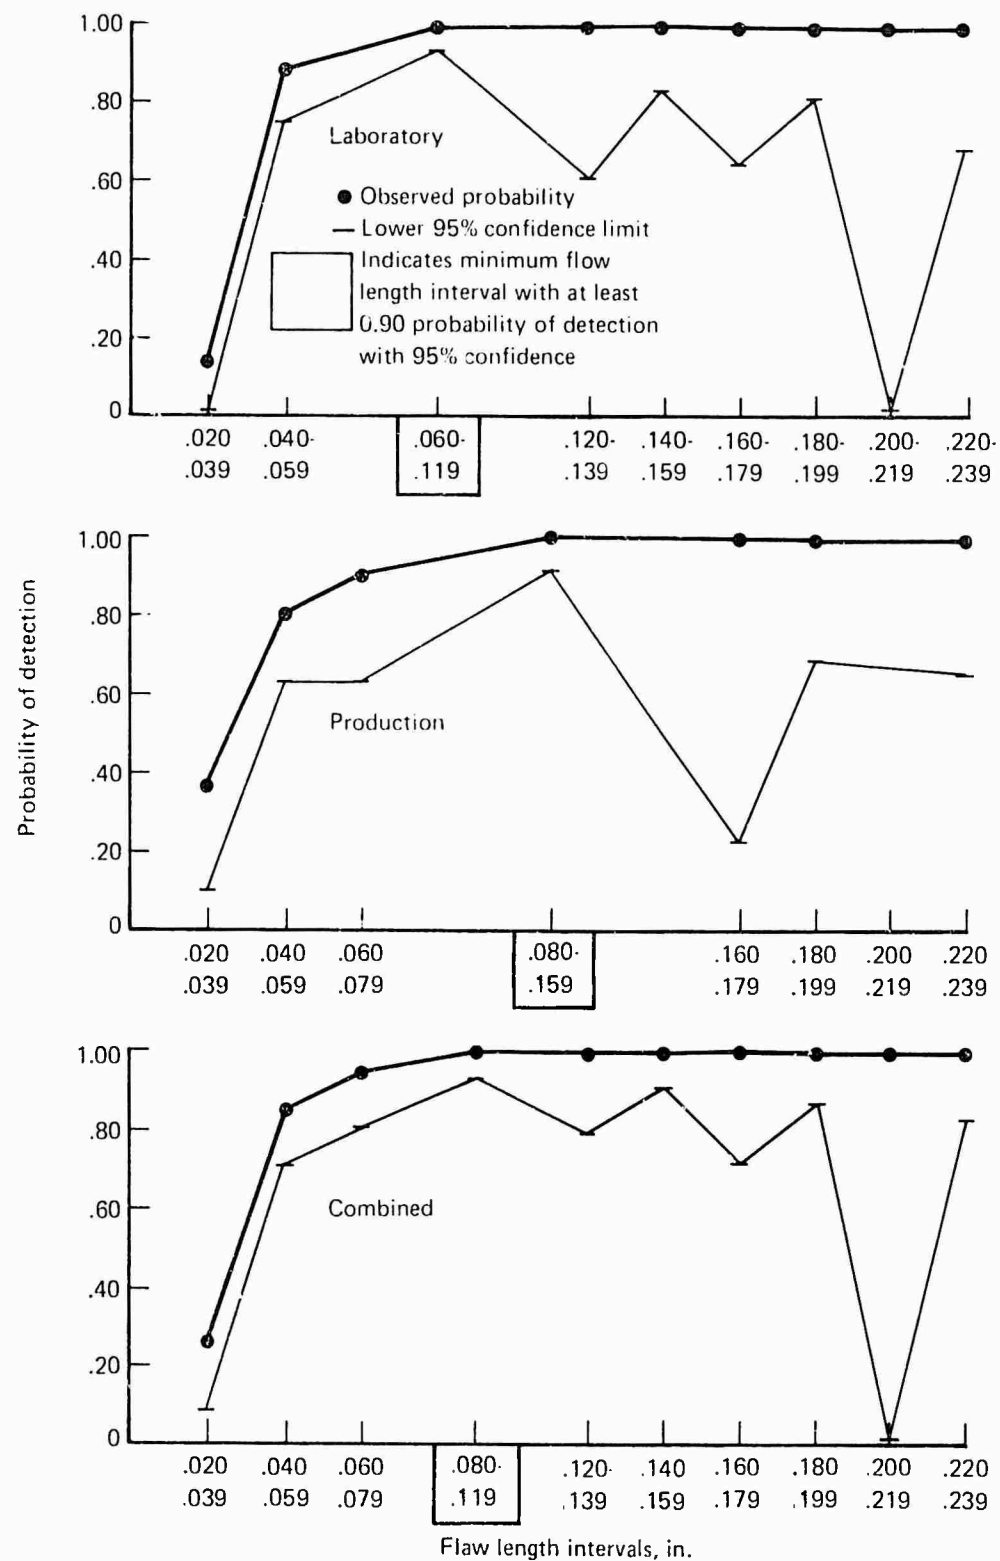 1.00
.80
.60
.40
.20
0
Laboratory
Observed probability
Lower 95% confidence limit
Indicates minimum flow
length interval with at least
0.90 probability of detection
with 95% confidence
.020 .040- .060- .120- .140- .160- .180- .200- .220-
.039 .059 .119 .139 .159 .179 .199 .219 .239
Probability of detection
1.00
.80
.60
.40
.20
0
Production
.020 .040 .060 .080- .160 .180 .200 .220
.039 .059 .079 .159 .179 .199 .219 .239
1.00
.80
.60
.40
.20
0
Combined
.020 .040 .060 .080- .120- .140 .160 .180 .200 .220
.039 .059 .079 .119 .139 .159 .179 .199 .219 .239
Flaw length intervals, in.